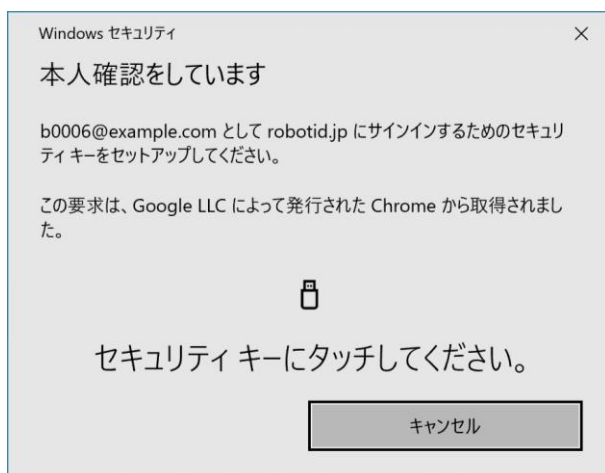 Windows セキュリティ
本人確認をしています
b0006@example.com として robotid.jp にサインインするためのセキュリ
ティ キーをセットアップしてください。
この要求は、Google LLC によって発行された Chrome から取得されまし
た。
セキュリティ キーにタッチしてください。
キャンセル